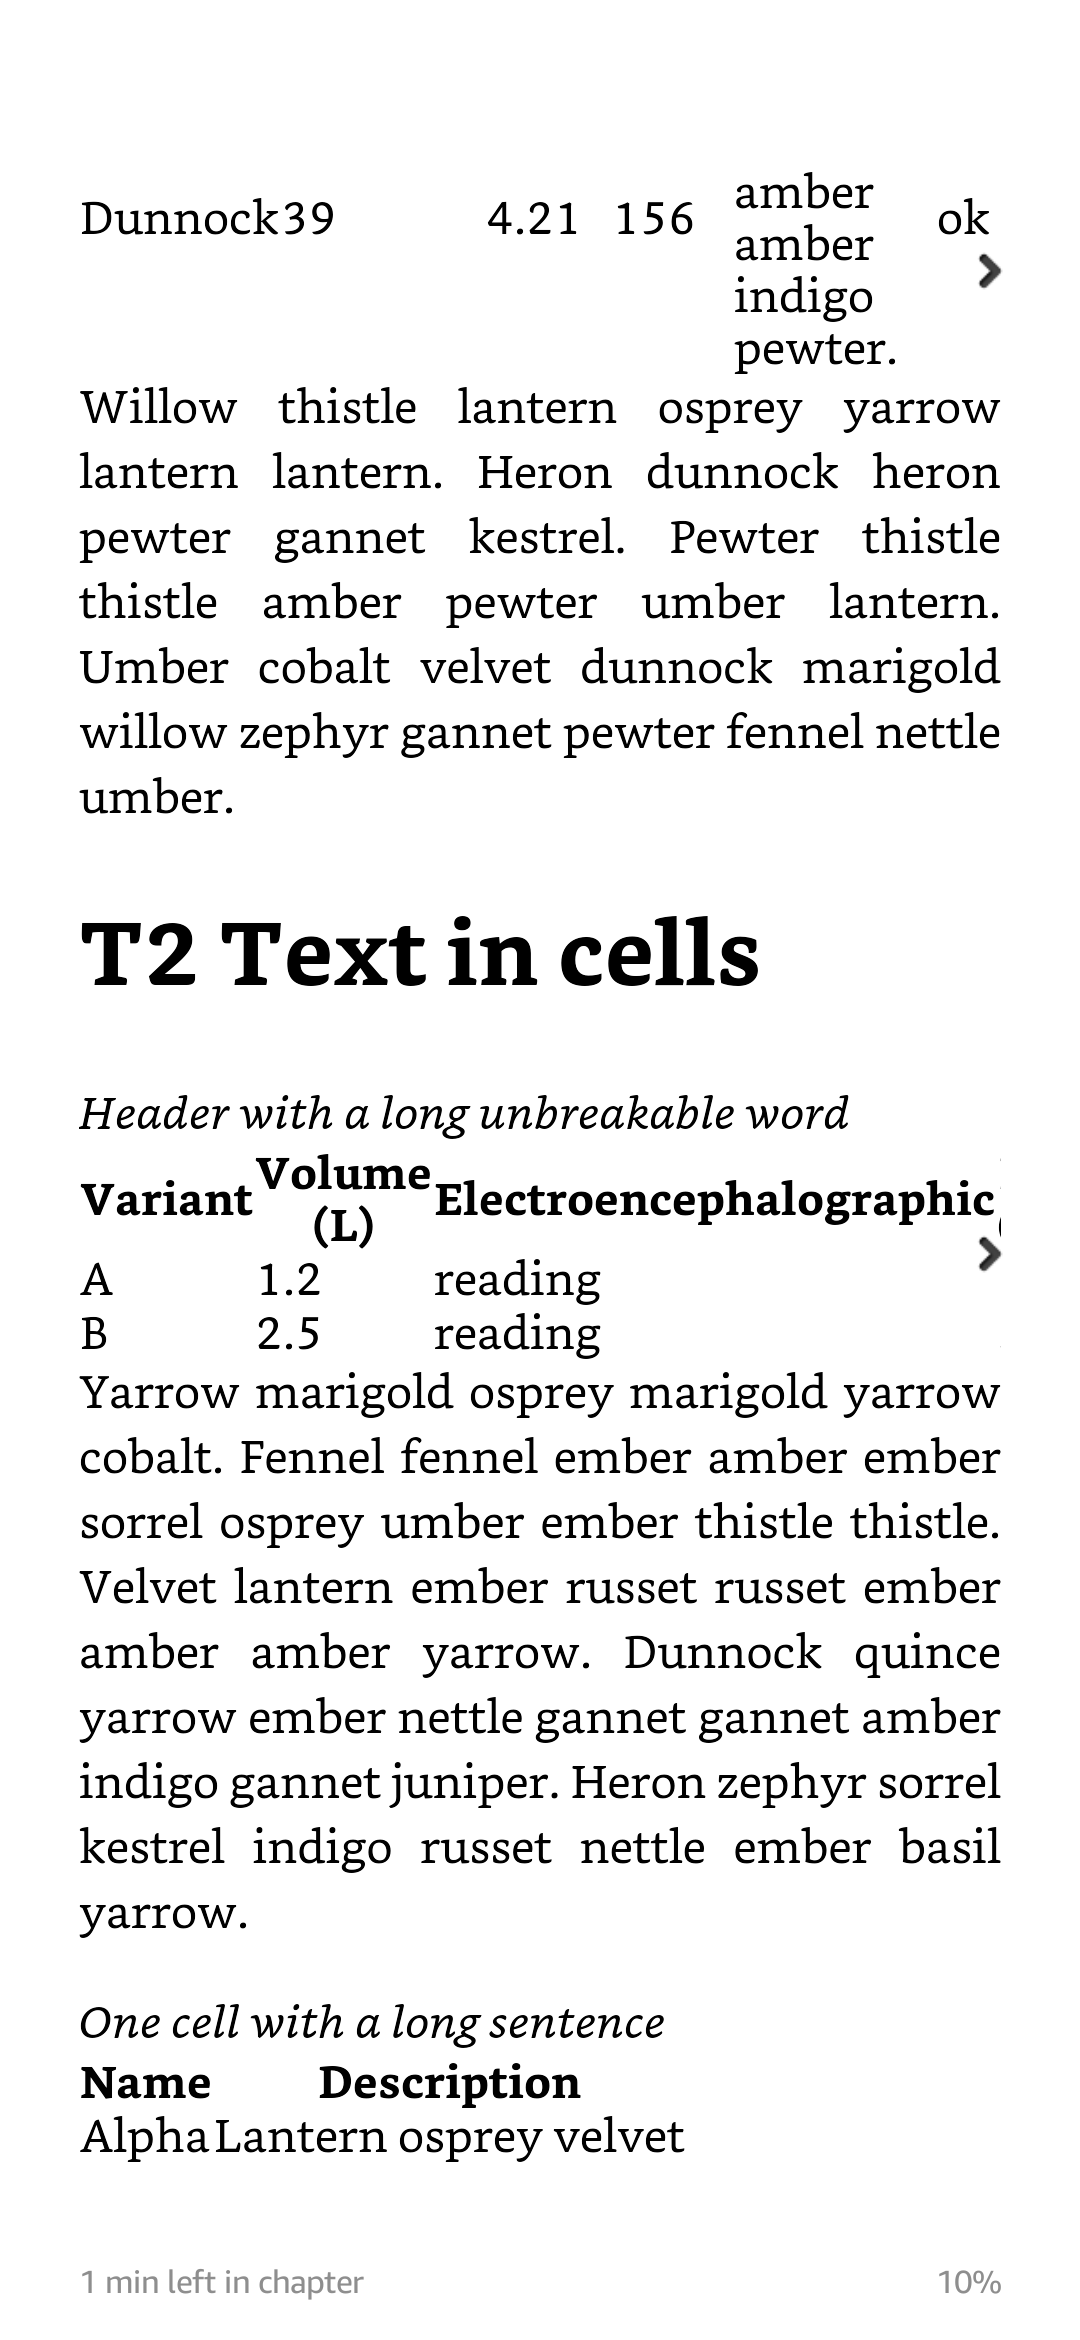 Dunnock 39 4.21 156 amber ok
amber
indigo
pewter.
Willow thistle lantern osprey yarrow
lantern lantern. Heron dunnock heron
pewter gannet kestrel. Pewter thistle
thistle amber pewter umber lantern.
Umber cobalt velvet dunnock marigold
willow zephyr gannet pewter fennel nettle
umber.
T2 Text in cells
Header with a long unbreakable word
Variant Volume (L) Electroencephalographic
A 1.2 reading
B 2.5 reading
Yarrow marigold osprey marigold yarrow
cobalt. Fennel fennel ember amber ember
sorrel osprey umber ember thistle thistle.
Velvet lantern ember russet russet ember
amber amber yarrow. Dunnock quince
yarrow ember nettle gannet gannet amber
indigo gannet juniper. Heron zephyr sorrel
kestrel indigo russet nettle ember basil
yarrow.
One cell with a long sentence
Name Description
Alpha Lantern osprey velvet
1 min left in chapter 10%